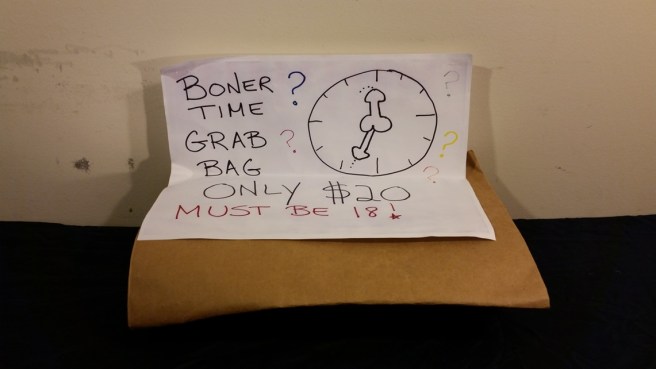 BONER ?
TIME
GRAB ?
BAG
ONLY $20
MUST BE 18!
?
?
?